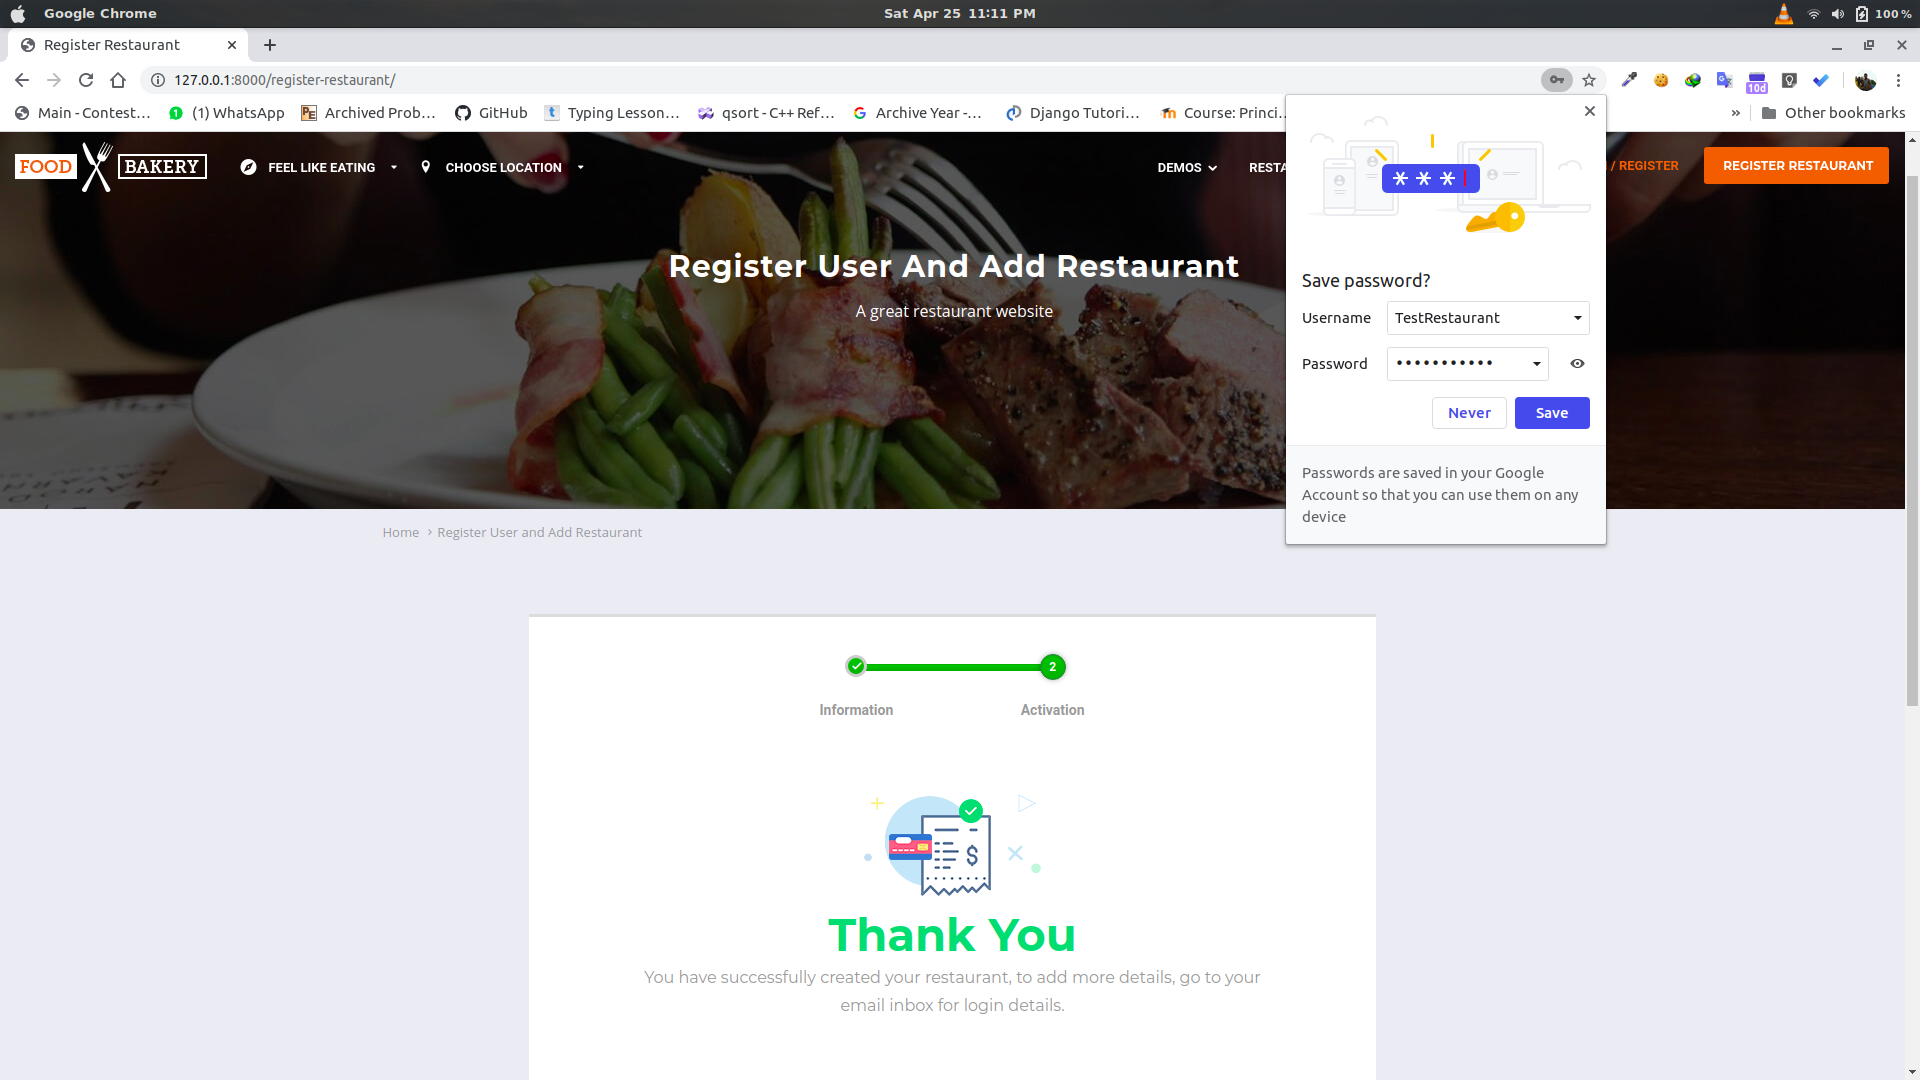 Google Chrome
Sat Apr 25 11:11 PM
100 %
Register Restaurant
127.0.0.1:8000/register-restaurant/
10d
Main - Contest…
1
(1) WhatsApp
PE
Archived Prob…
GitHub
t
Typing Lesson…
qsort - C++ Ref…
G
Archive Year -…
Django Tutori…
Course: Princi…
»
Other bookmarks
FOOD
BAKERY
FEEL LIKE EATING
CHOOSE LOCATION
DEMOS
RESTA
/ REGISTER
REGISTER RESTAURANT
Register User And Add Restaurant
A great restaurant website
* * *
Save password?
Username
TestRestaurant
Password
•••••••••••
Never
Save
Passwords are saved in your Google
Account so that you can use them on any
device
Home > Register User and Add Restaurant
2
Information
Activation
$
Thank You
You have successfully created your restaurant, to add more details, go to your
email inbox for login details.